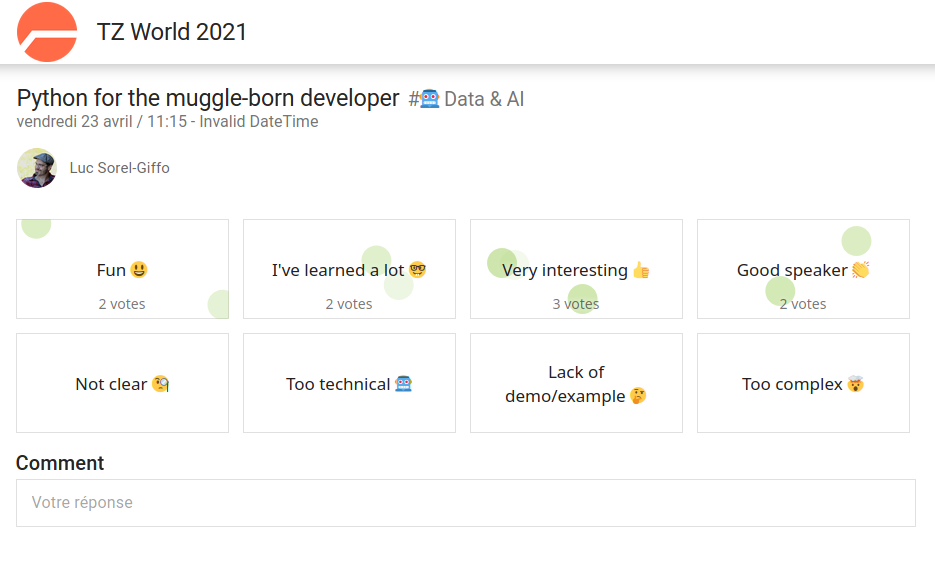 TZ World 2021
Python for the muggle-born developer #🤖 Data & AI
vendredi 23 avril / 11:15 - Invalid DateTime
Luc Sorel-Giffo
Fun 😃
2 votes
I've learned a lot 🤓
2 votes
Very interesting 👍
3 votes
Good speaker 👏
2 votes
Not clear 🧐
Too technical 🤖
Lack of
demo/example 🤔
Too complex 🤯
Comment
Votre réponse